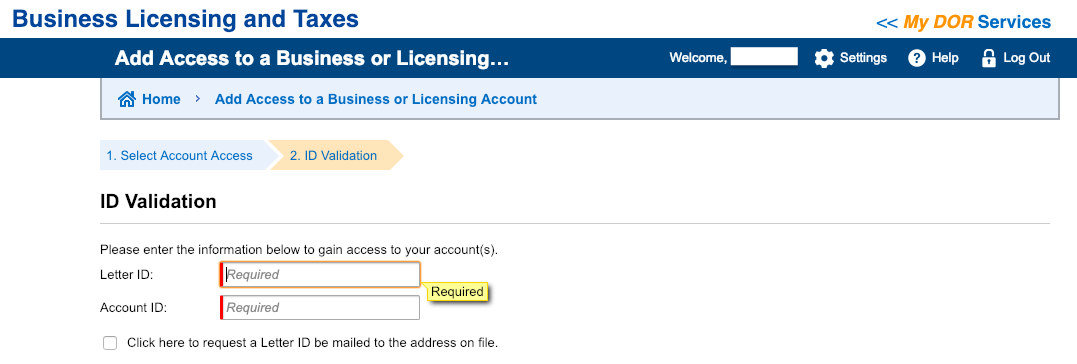 Business Licensing and Taxes
<< My DOR Services
Add Access to a Business or Licensing...
Welcome,
Settings
Help
Log Out
Home > Add Access to a Business or Licensing Account
1. Select Account Access
2. ID Validation
ID Validation
Please enter the information below to gain access to your account(s).
Letter ID: Required
Required
Account ID: Required
Click here to request a Letter ID be mailed to the address on file.